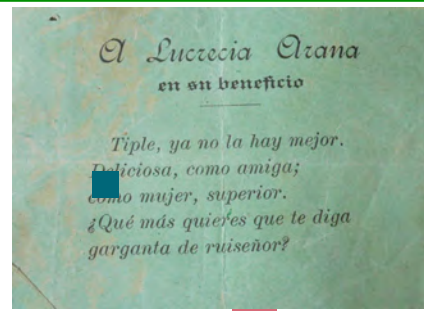 A Lucrecia Arana
en su beneficio
Tiple, ya no la hay mejor.
Deliciosa, como amiga;
como mujer, superior.
¿Qué más quieres que te diga
garganta de ruiseñor?